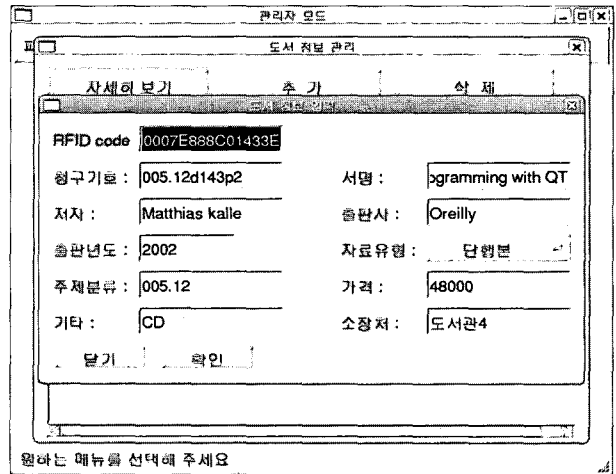 관리자 모드
도서 정보 관리
자세히 보기 추 가 삭 제
RFID code 0007E888C01433E
청구기호 : 005.12d143p2 서명 : ogramming with QT
저자 : Matthias kalle 출판사 : Oreilly
출판년도 : 2002 자료유형 : 단행본
주제분류 : 005.12 가격 : 48000
기타 : CD 소장처 : 도서관4
닫기 확인
원하는 메뉴를 선택해 주세요